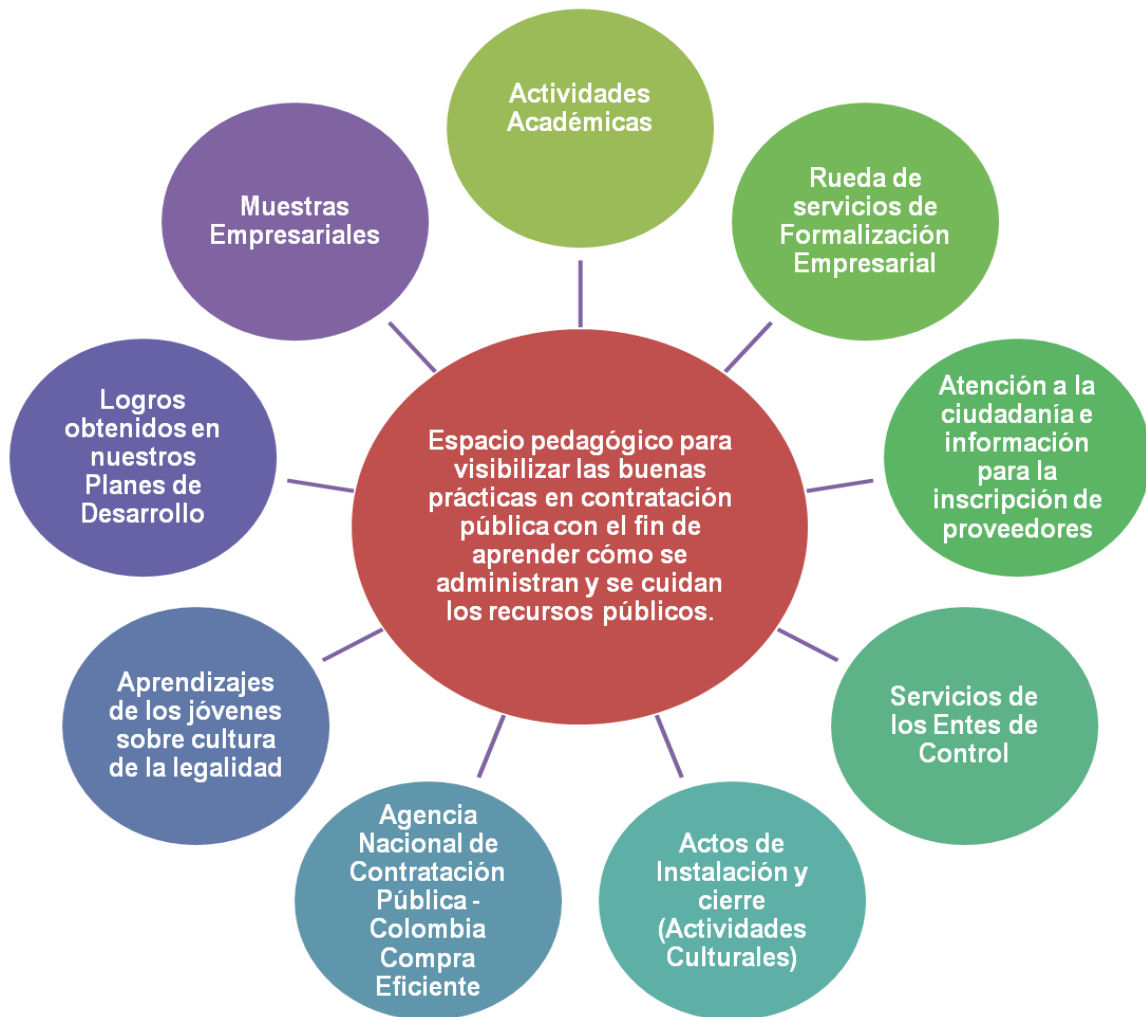 Actividades
Académicas
Rueda de
servicios de
Formalización
Empresarial
Atención a la
ciudadanía e
información
para la
inscripción de
proveedores
Servicios de
los Entes de
Control
Actos de
Instalación y
cierre
(Actividades
Culturales)
Agencia
Nacional de
Contratación
Pública -
Colombia
Compra
Eficiente
Aprendizajes
de los jóvenes
sobre cultura
de la legalidad
Logros
obtenidos en
nuestros
Planes de
Desarrollo
Muestras
Empresariales
Espacio pedagógico para
visibilizar las buenas
prácticas en contratación
pública con el fin de
aprender cómo se
administran y se cuidan
los recursos públicos.